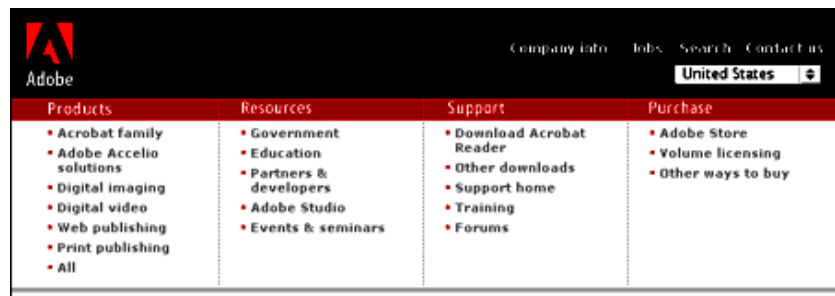 Company info Jobs Search Contact us
Adobe
United States
Products Resources Support Purchase
Acrobat family
Adobe Accelio
solutions
Digital imaging
Digital video
Web publishing
Print publishing
All
Government
Education
Partners &
developers
Adobe Studio
Events & seminars
Download Acrobat
Reader
Other downloads
Support home
Training
Forums
Adobe Store
Volume licensing
Other ways to buy